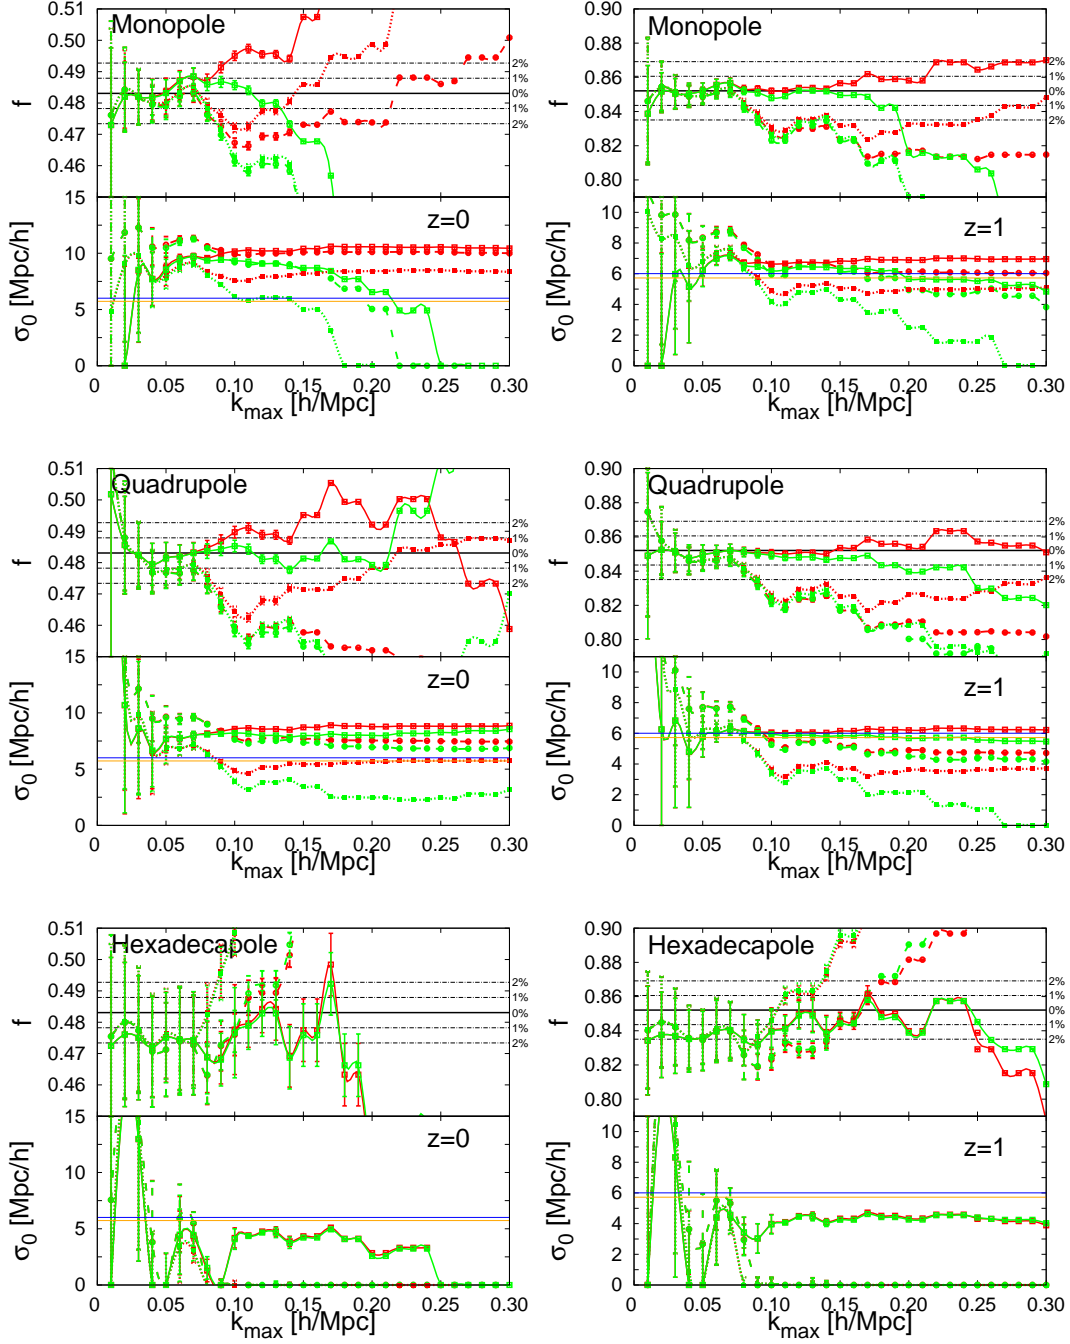 0.51
0.50
0.49
0.48
0.47
0.46
f
Monopole
2%
1%
0%
1%
2%
15
10
5
0
σ0 [Mpc/h]
z=0
0 0.05 0.10 0.15 0.20 0.25 0.30
kmax [h/Mpc]
0.90
0.88
0.86
0.84
0.82
0.80
f
Monopole
2%
1%
0%
1%
2%
10
8
6
4
2
0
σ0 [Mpc/h]
z=1
0 0.05 0.10 0.15 0.20 0.25 0.30
kmax [h/Mpc]
0.51
0.50
0.49
0.48
0.47
0.46
f
Quadrupole
2%
1%
0%
1%
2%
15
10
5
0
σ0 [Mpc/h]
z=0
0 0.05 0.10 0.15 0.20 0.25 0.30
kmax [h/Mpc]
0.90
0.88
0.86
0.84
0.82
0.80
f
Quadrupole
2%
1%
0%
1%
2%
10
8
6
4
2
0
σ0 [Mpc/h]
z=1
0 0.05 0.10 0.15 0.20 0.25 0.30
kmax [h/Mpc]
0.51
0.50
0.49
0.48
0.47
0.46
f
Hexadecapole
2%
1%
0%
1%
2%
15
10
5
0
σ0 [Mpc/h]
z=0
0 0.05 0.10 0.15 0.20 0.25 0.30
kmax [h/Mpc]
0.90
0.88
0.86
0.84
0.82
0.80
f
Hexadecapole
2%
1%
0%
1%
2%
10
8
6
4
2
0
σ0 [Mpc/h]
z=1
0 0.05 0.10 0.15 0.20 0.25 0.30
kmax [h/Mpc]